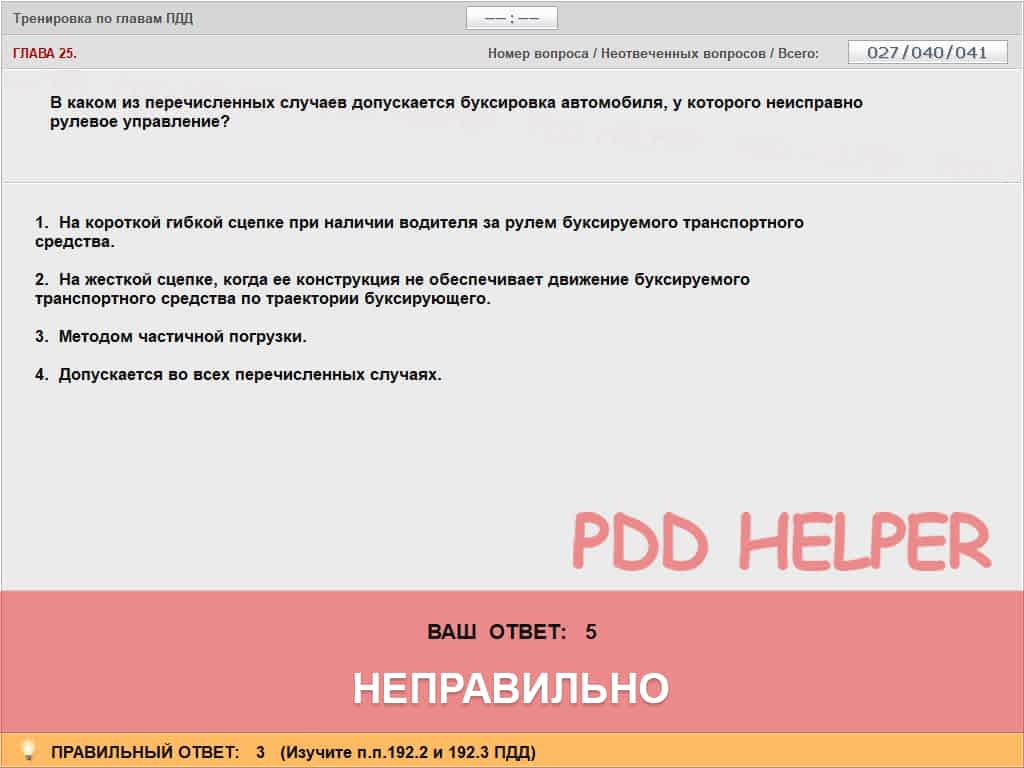 Тренировка по главам ПДД
—— : ——
ГЛАВА 25.
Номер вопроса / Неотвеченных вопросов / Всего:
027/040/041
В каком из перечисленных случаев допускается буксировка автомобиля, у которого неисправно
рулевое управление?
1. На короткой гибкой сцепке при наличии водителя за рулем буксируемого транспортного
средства.
2. На жесткой сцепке, когда ее конструкция не обеспечивает движение буксируемого
транспортного средства по траектории буксирующего.
3. Методом частичной погрузки.
4. Допускается во всех перечисленных случаях.
PDD HELPER
ВАШ ОТВЕТ: 5
НЕПРАВИЛЬНО
ПРАВИЛЬНЫЙ ОТВЕТ: 3 (Изучите п.п.192.2 и 192.3 ПДД)